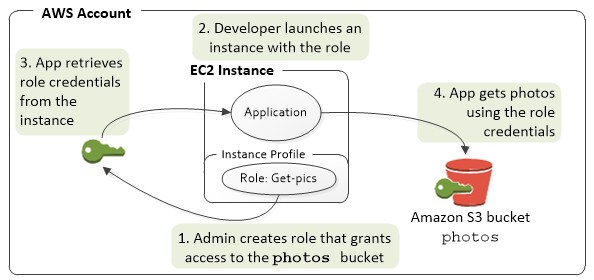 AWS Account
2. Developer launches an
instance with the role
3. App retrieves
role credentials
from the
instance
EC2 Instance
Application
4. App gets photos
using the role
credentials
Instance Profile
Role: Get-pics
Amazon S3 bucket
photos
1. Admin creates role that grants
access to the photos bucket